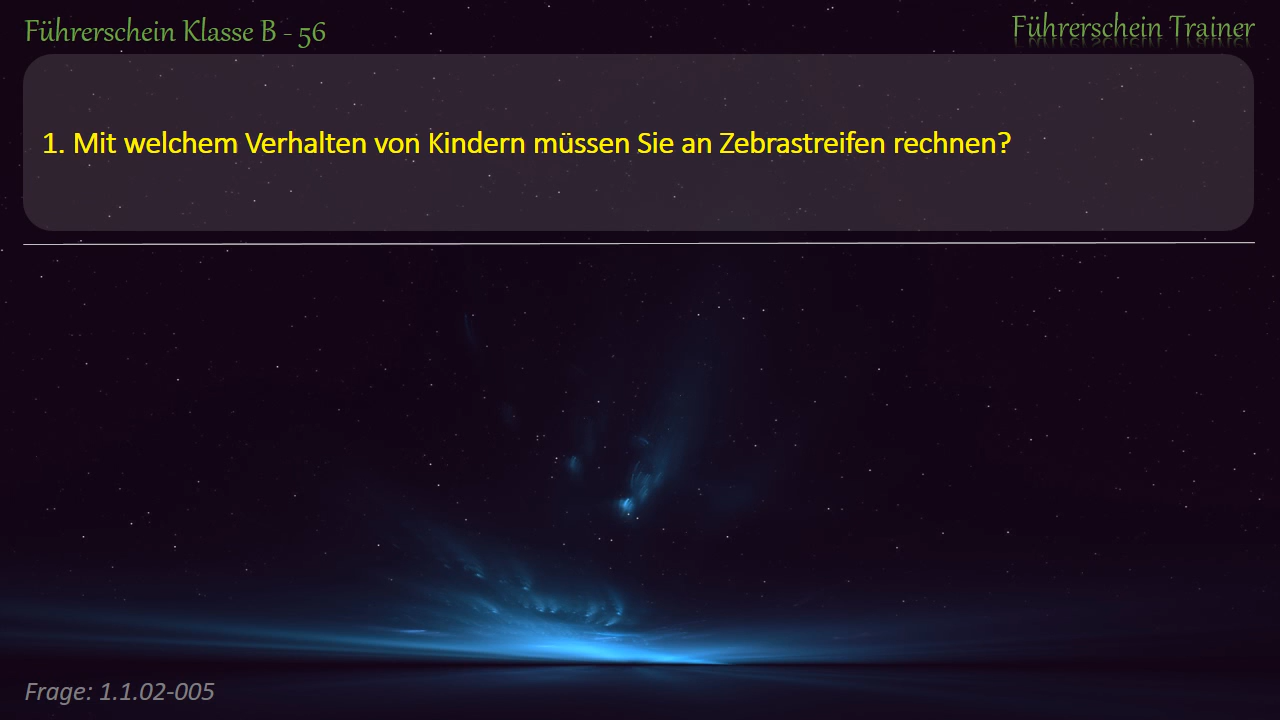 Führerschein Klasse B - 56
Führerschein Trainer
1. Mit welchem Verhalten von Kindern müssen Sie an Zebrastreifen rechnen?
Frage: 1.1.02-005